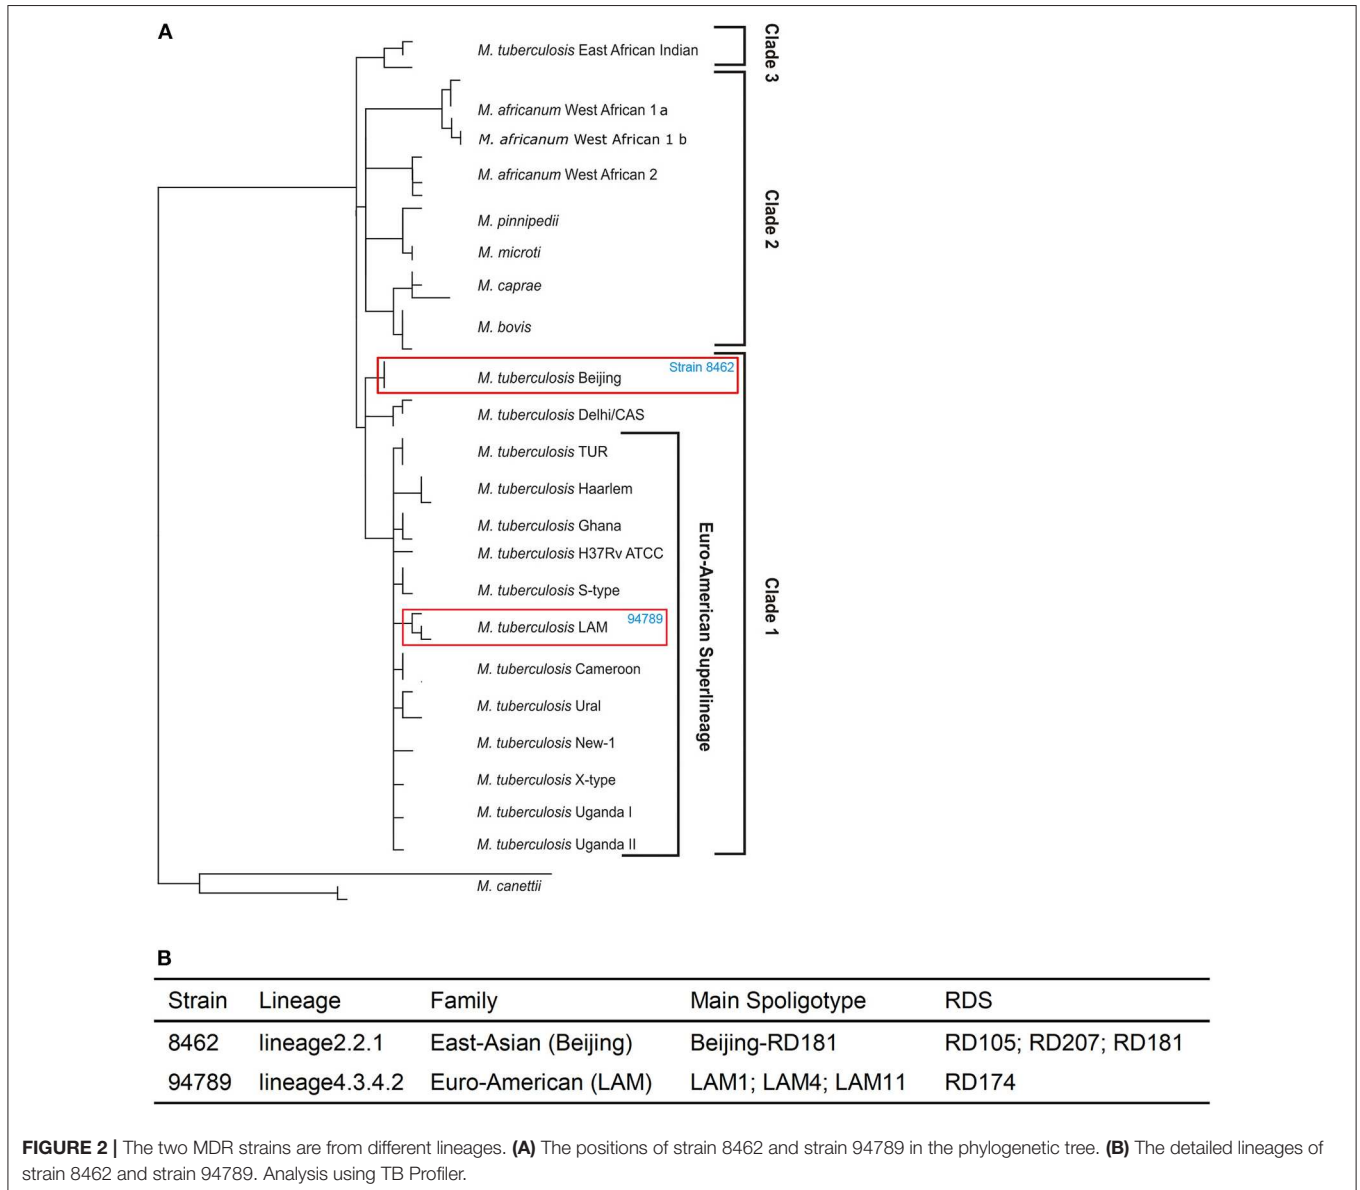 A
M. tuberculosis East African Indian
Clade 3
M. africanum West African 1 a
M. africanum West African 1 b
M. africanum West African 2
M. pinnipedii
M. microti
M. caprae
M. bovis
Clade 2
Strain 8462
M. tuberculosis Beijing
M. tuberculosis Delhi/CAS
M. tuberculosis TUR
M. tuberculosis Haarlem
M. tuberculosis Ghana
M. tuberculosis H37Rv ATCC
M. tuberculosis S-type
94789
M. tuberculosis LAM
M. tuberculosis Cameroon
M. tuberculosis Ural
M. tuberculosis New-1
M. tuberculosis X-type
M. tuberculosis Uganda I
M. tuberculosis Uganda II
Euro-American Superlineage
Clade 1
M. canettii
B
Strain Lineage Family Main Spoligotype RDS
8462 lineage2.2.1 East-Asian (Beijing) Beijing-RD181 RD105; RD207; RD181
94789 lineage4.3.4.2 Euro-American (LAM) LAM1; LAM4; LAM11 RD174
FIGURE 2 | The two MDR strains are from different lineages. (A) The positions of strain 8462 and strain 94789 in the phylogenetic tree. (B) The detailed lineages of
strain 8462 and strain 94789. Analysis using TB Profiler.